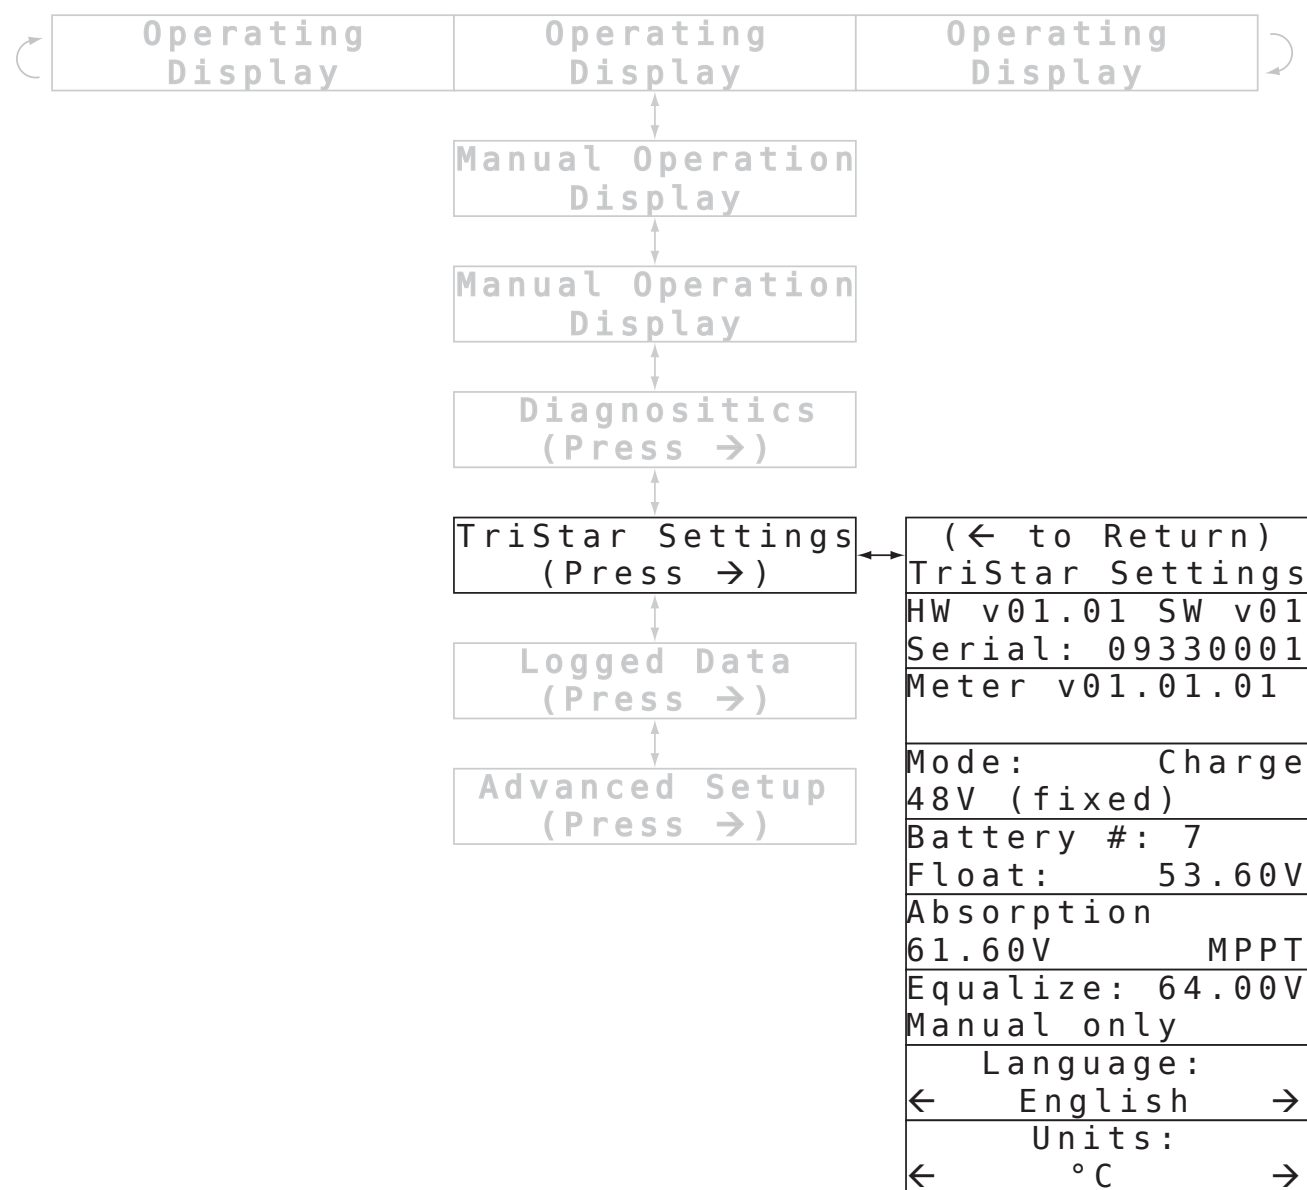 Operating
Display
Operating
Display
Operating
Display
Manual Operation
Display
Manual Operation
Display
Diagnositics
(Press →)
TriStar Settings
(Press →)
Logged Data
(Press →)
Advanced Setup
(Press →)
(← to Return)
TriStar Settings
HW v01.01 SW v01
Serial: 09330001
Meter v01.01.01
Mode: Charge
48V (fixed)
Battery #: 7
Float: 53.60V
Absorption
61.60V MPPT
Equalize: 64.00V
Manual only
Language:
← English →
Units:
← °C →